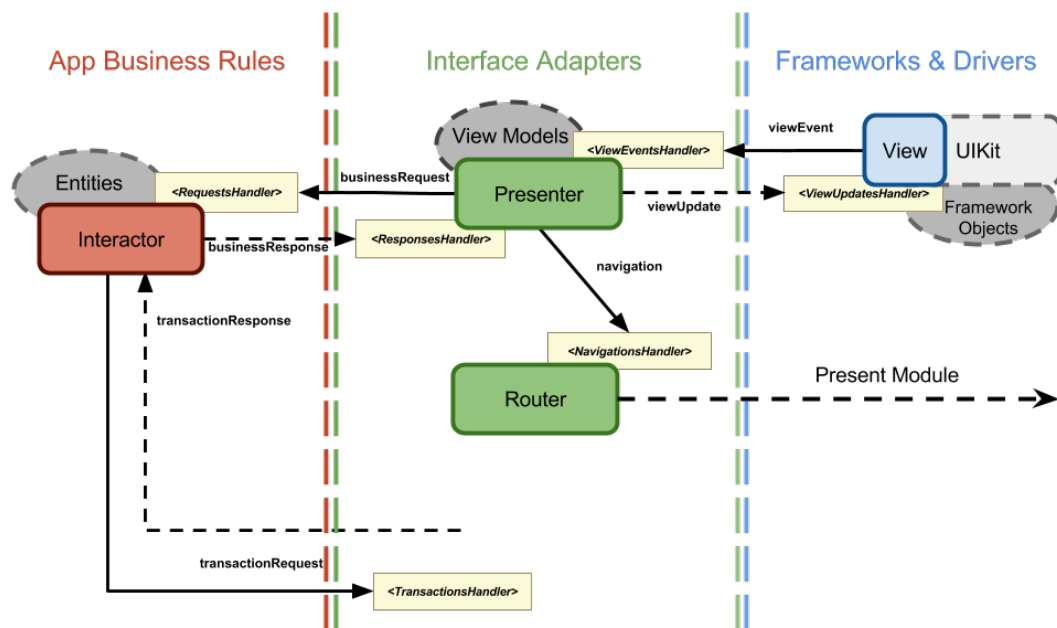 App Business Rules
Interface Adapters
Frameworks & Drivers
View Models
<ViewEventsHandler>
viewEvent
View
UIKit
Entities
<RequestsHandler>
businessRequest
Presenter
viewUpdate
<ViewUpdatesHandler>
Framework
Objects
Interactor
businessResponse
<ResponsesHandler>
navigation
transactionResponse
<NavigationsHandler>
Router
Present Module
transactionRequest
<TransactionsHandler>